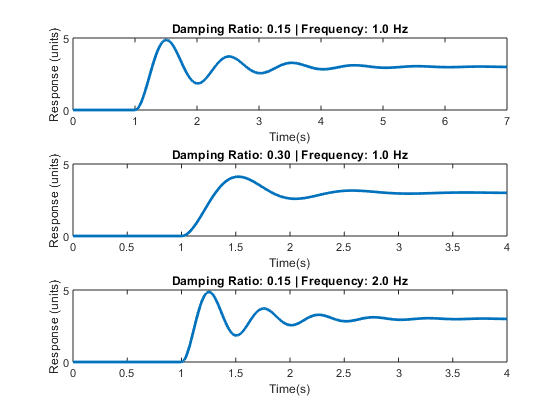 Damping Ratio: 0.15 | Frequency: 1.0 Hz
Response (units)
5
0
0 1 2 3 4 5 6 7
Time(s)
Damping Ratio: 0.30 | Frequency: 1.0 Hz
Response (units)
5
0
0 0.5 1 1.5 2 2.5 3 3.5 4
Time(s)
Damping Ratio: 0.15 | Frequency: 2.0 Hz
Response (units)
5
0
0 0.5 1 1.5 2 2.5 3 3.5 4
Time(s)